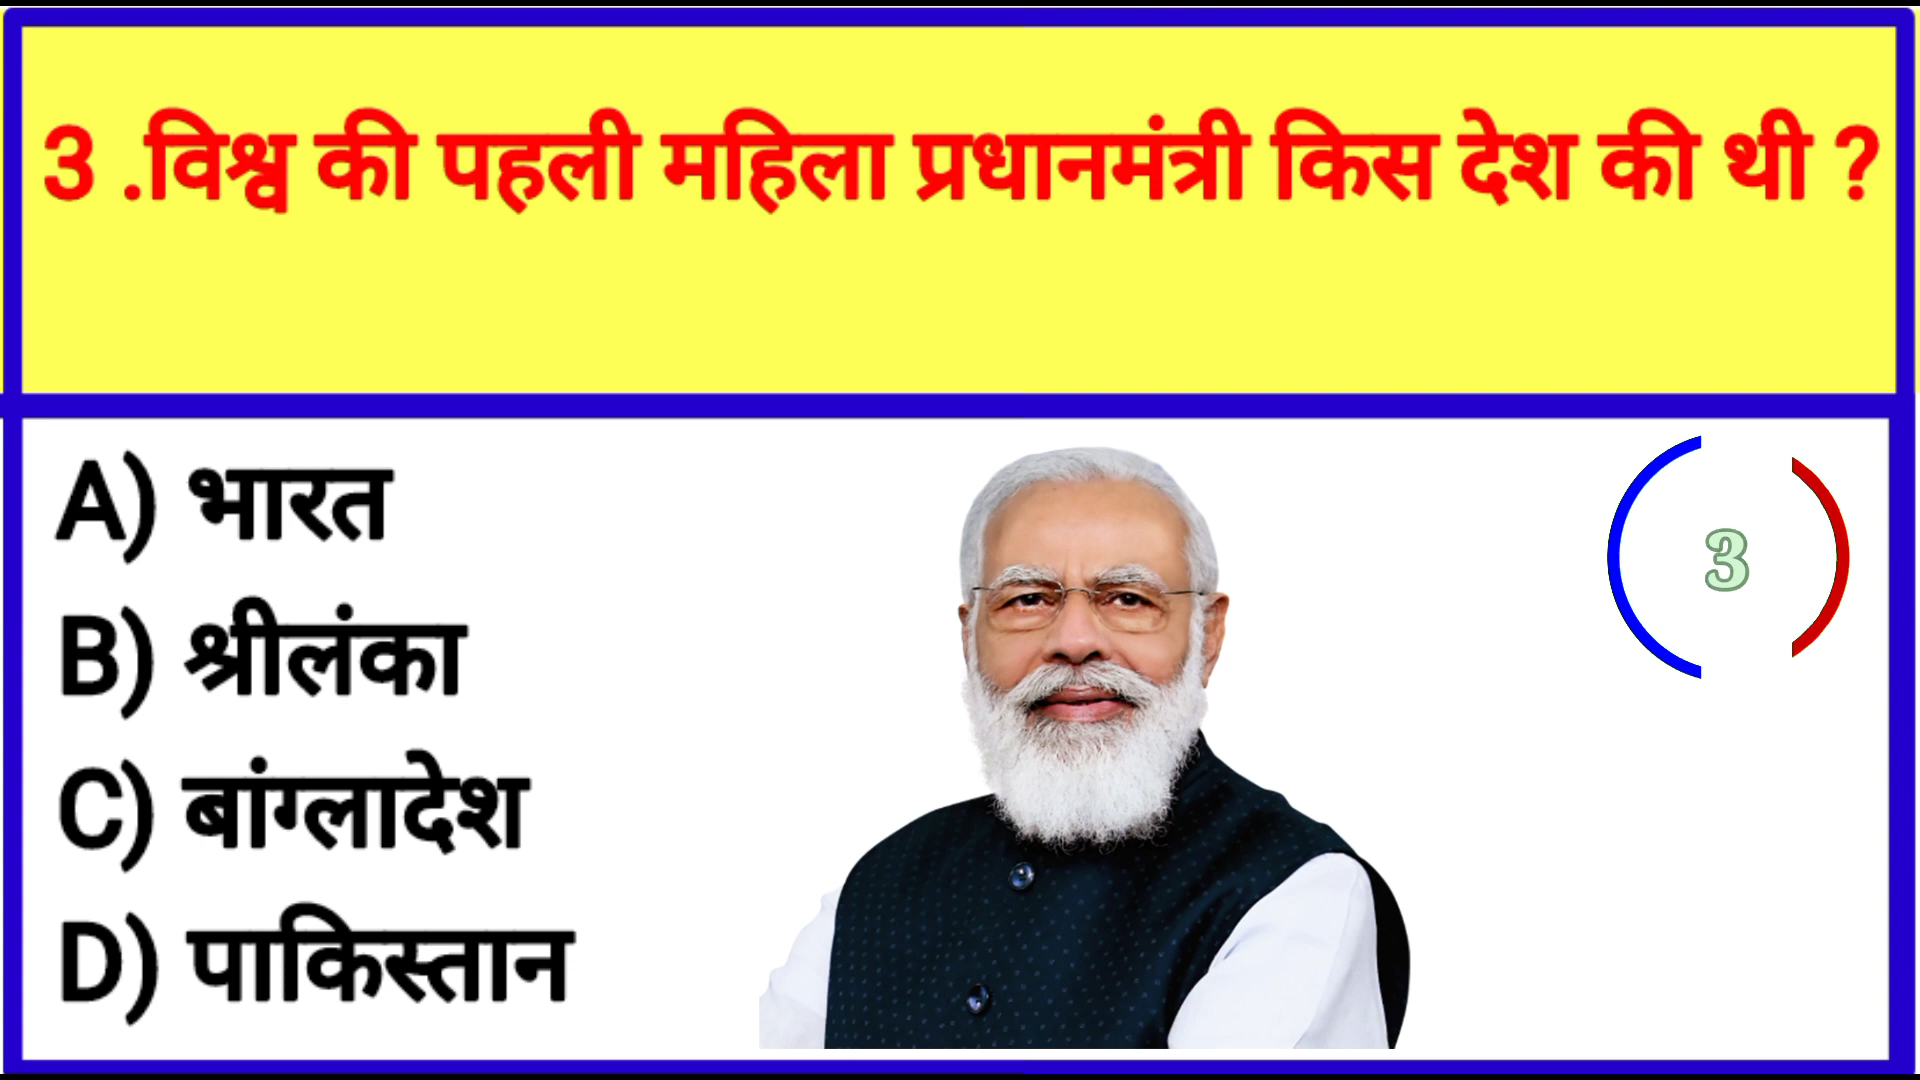 3 .विश्व की पहली महिला प्रधानमंत्री किस देश की थी ?
A) भारत
3
B) श्रीलंका
C) बांग्लादेश
D) पाकिस्तान